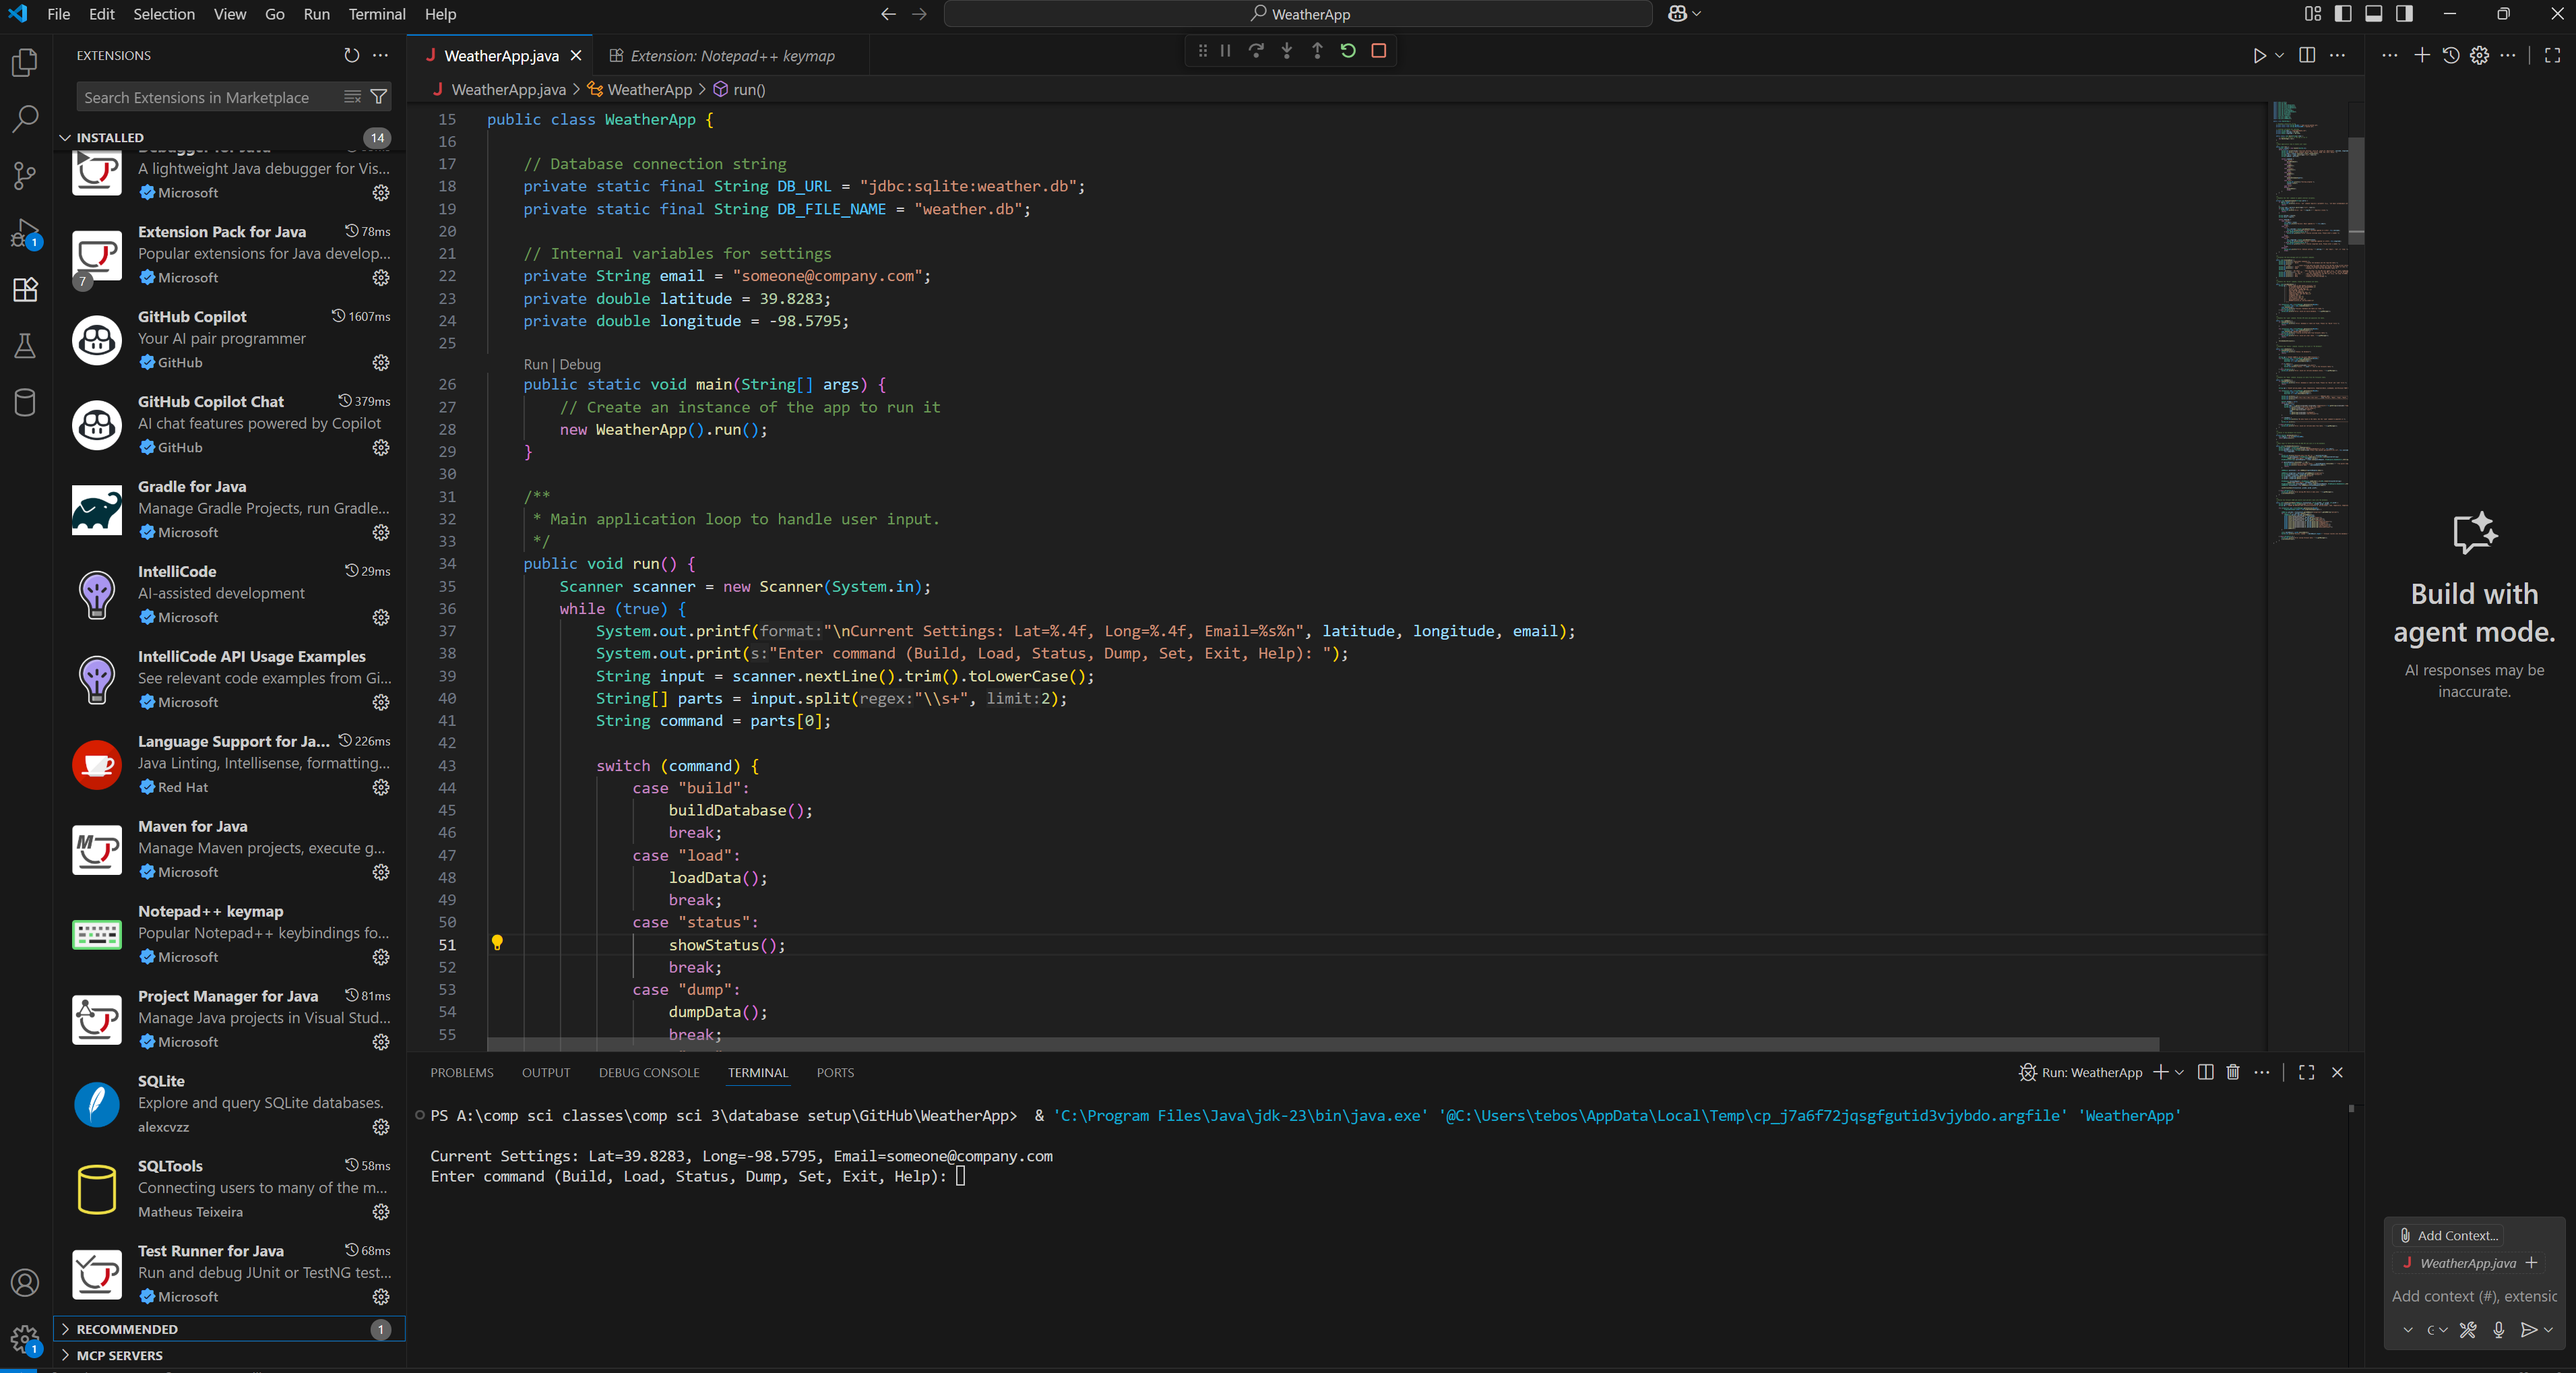 File Edit Selection View Go Run Terminal Help
WeatherApp
EXTENSIONS
Search Extensions in Marketplace
INSTALLED 14
A lightweight Java debugger for Vis...
Microsoft
Extension Pack for Java 78ms
Popular extensions for Java develop...
7
Microsoft
GitHub Copilot 1607ms
Your AI pair programmer
GitHub
GitHub Copilot Chat 379ms
AI chat features powered by Copilot
GitHub
Gradle for Java
Manage Gradle Projects, run Gradle...
Microsoft
IntelliCode 29ms
AI-assisted development
Microsoft
IntelliCode API Usage Examples
See relevant code examples from Gi...
Microsoft
Language Support for Ja... 226ms
Java Linting, Intellisense, formatting...
Red Hat
Maven for Java
Manage Maven projects, execute g...
Microsoft
Notepad++ keymap
Popular Notepad++ keybindings fo...
Microsoft
Project Manager for Java 81ms
Manage Java projects in Visual Stud...
Microsoft
SQLite
Explore and query SQLite databases.
alexcvzz
SQLTools 58ms
Connecting users to many of the m...
Matheus Teixeira
Test Runner for Java 68ms
Run and debug JUnit or TestNG test...
Microsoft
RECOMMENDED 1
MCP SERVERS
1
1
J WeatherApp.java Extension: Notepad++ keymap
J WeatherApp.java > WeatherApp > run()
15 public class WeatherApp {
16
17 // Database connection string
18 private static final String DB_URL = "jdbc:sqlite:weather.db";
19 private static final String DB_FILE_NAME = "weather.db";
20
21 // Internal variables for settings
22 private String email = "someone@company.com";
23 private double latitude = 39.8283;
24 private double longitude = -98.5795;
25
Run | Debug
26 public static void main(String[] args) {
27 // Create an instance of the app to run it
28 new WeatherApp().run();
29 }
30
31 /**
32 * Main application loop to handle user input.
33 */
34 public void run() {
35 Scanner scanner = new Scanner(System.in);
36 while (true) {
37 System.out.printf(format:"\nCurrent Settings: Lat=%.4f, Long=%.4f, Email=%s%n", latitude, longitude, email);
38 System.out.print(s:"Enter command (Build, Load, Status, Dump, Set, Exit, Help): ");
39 String input = scanner.nextLine().trim().toLowerCase();
40 String[] parts = input.split(regex:"\\s+", limit:2);
41 String command = parts[0];
42
43 switch (command) {
44 case "build":
45 buildDatabase();
46 break;
47 case "load":
48 loadData();
49 break;
50 case "status":
51 showStatus();
52 break;
53 case "dump":
54 dumpData();
55 break;
PROBLEMS OUTPUT DEBUG CONSOLE TERMINAL PORTS
Run: WeatherApp
PS A:\comp sci classes\comp sci 3\database setup\GitHub\WeatherApp> & 'C:\Program Files\Java\jdk-23\bin\java.exe' '@C:\Users\tebos\AppData\Local\Temp\cp_j7a6f72jqsgfgutid3vjybdo.argfile' 'WeatherApp'
Current Settings: Lat=39.8283, Long=-98.5795, Email=someone@company.com
Enter command (Build, Load, Status, Dump, Set, Exit, Help):
Build with
agent mode.
AI responses may be
inaccurate.
Add Context...
J WeatherApp.java +
Add context (#), extensic